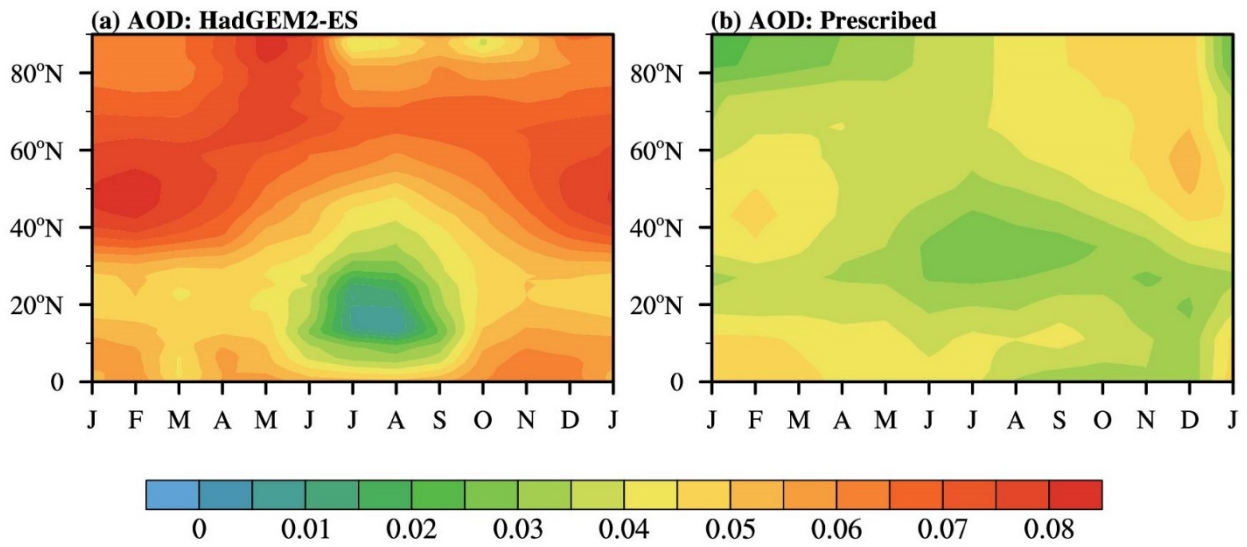 (a) AOD: HadGEM2-ES
(b) AOD: Prescribed
80°N
60°N
40°N
20°N
0
J F M A M J J A S O N D J
80°N
60°N
40°N
20°N
0
J F M A M J J A S O N D J
0 0.01 0.02 0.03 0.04 0.05 0.06 0.07 0.08